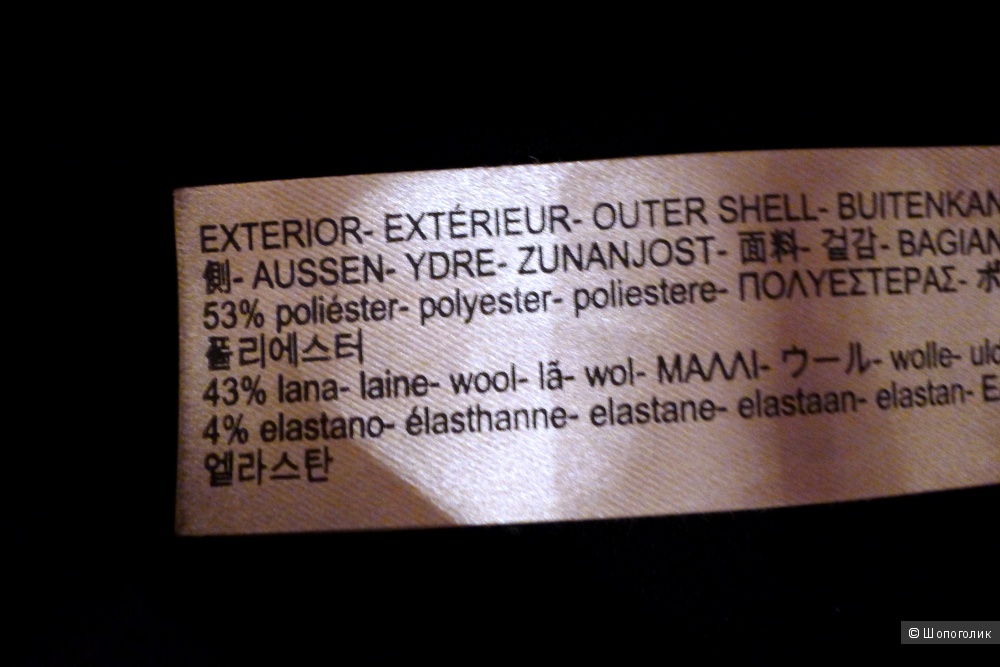 EXTERIOR- EXTÉRIEUR- OUTER SHELL- BUITENKAN
側- AUSSEN- YDRE- ZUNANJOST- 面料- 겉감- BAGIAN
53% poliéster- polyester- poliestere- ΠΟΛΥΕΣΤΕΡΑΣ- ポ
폴리에스터
43% lana- laine- wool- lã- wol- ΜΑΛΛΙ- ウール- wolle- uld
4% elastano- élasthanne- elastane- elastaan- elastan- E
엘라스탄
© Шопоголик